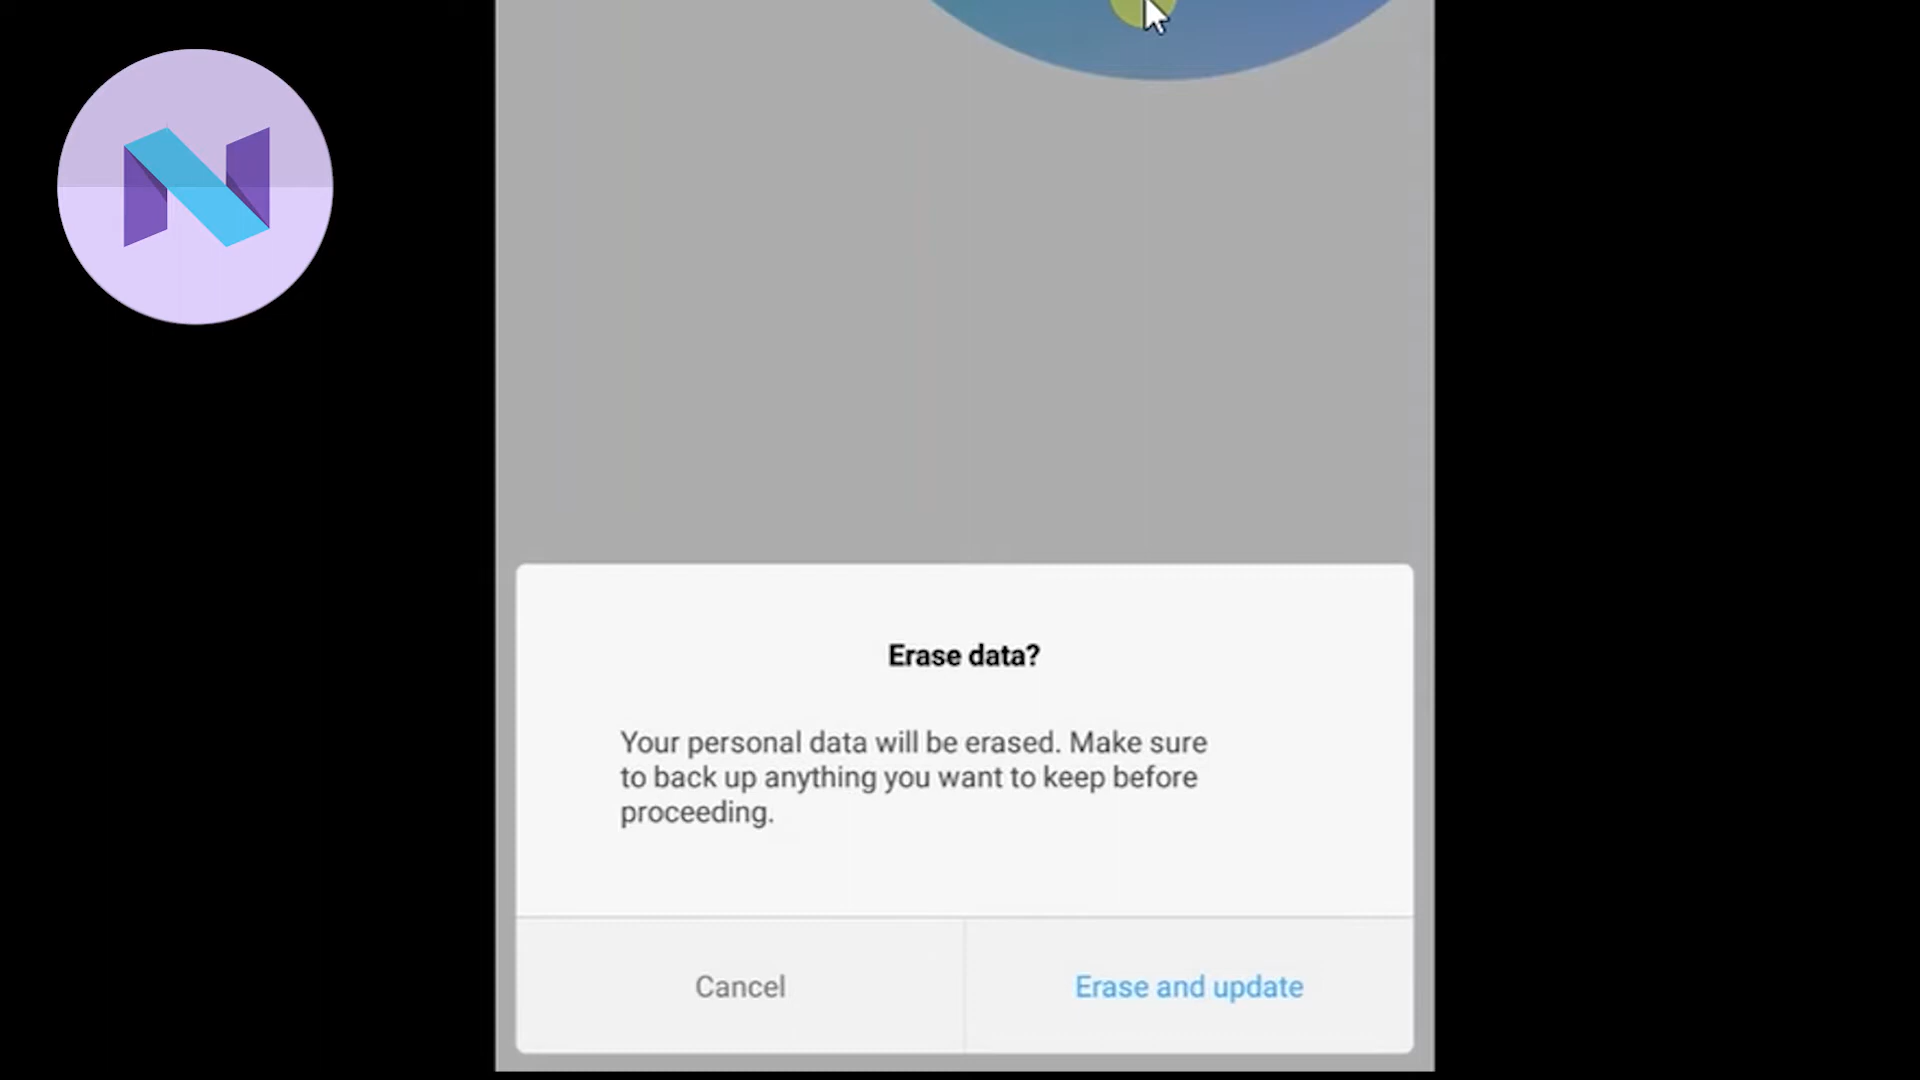 N
Erase data?
Your personal data will be erased. Make sure
to back up anything you want to keep before
proceeding.
Cancel
Erase and update